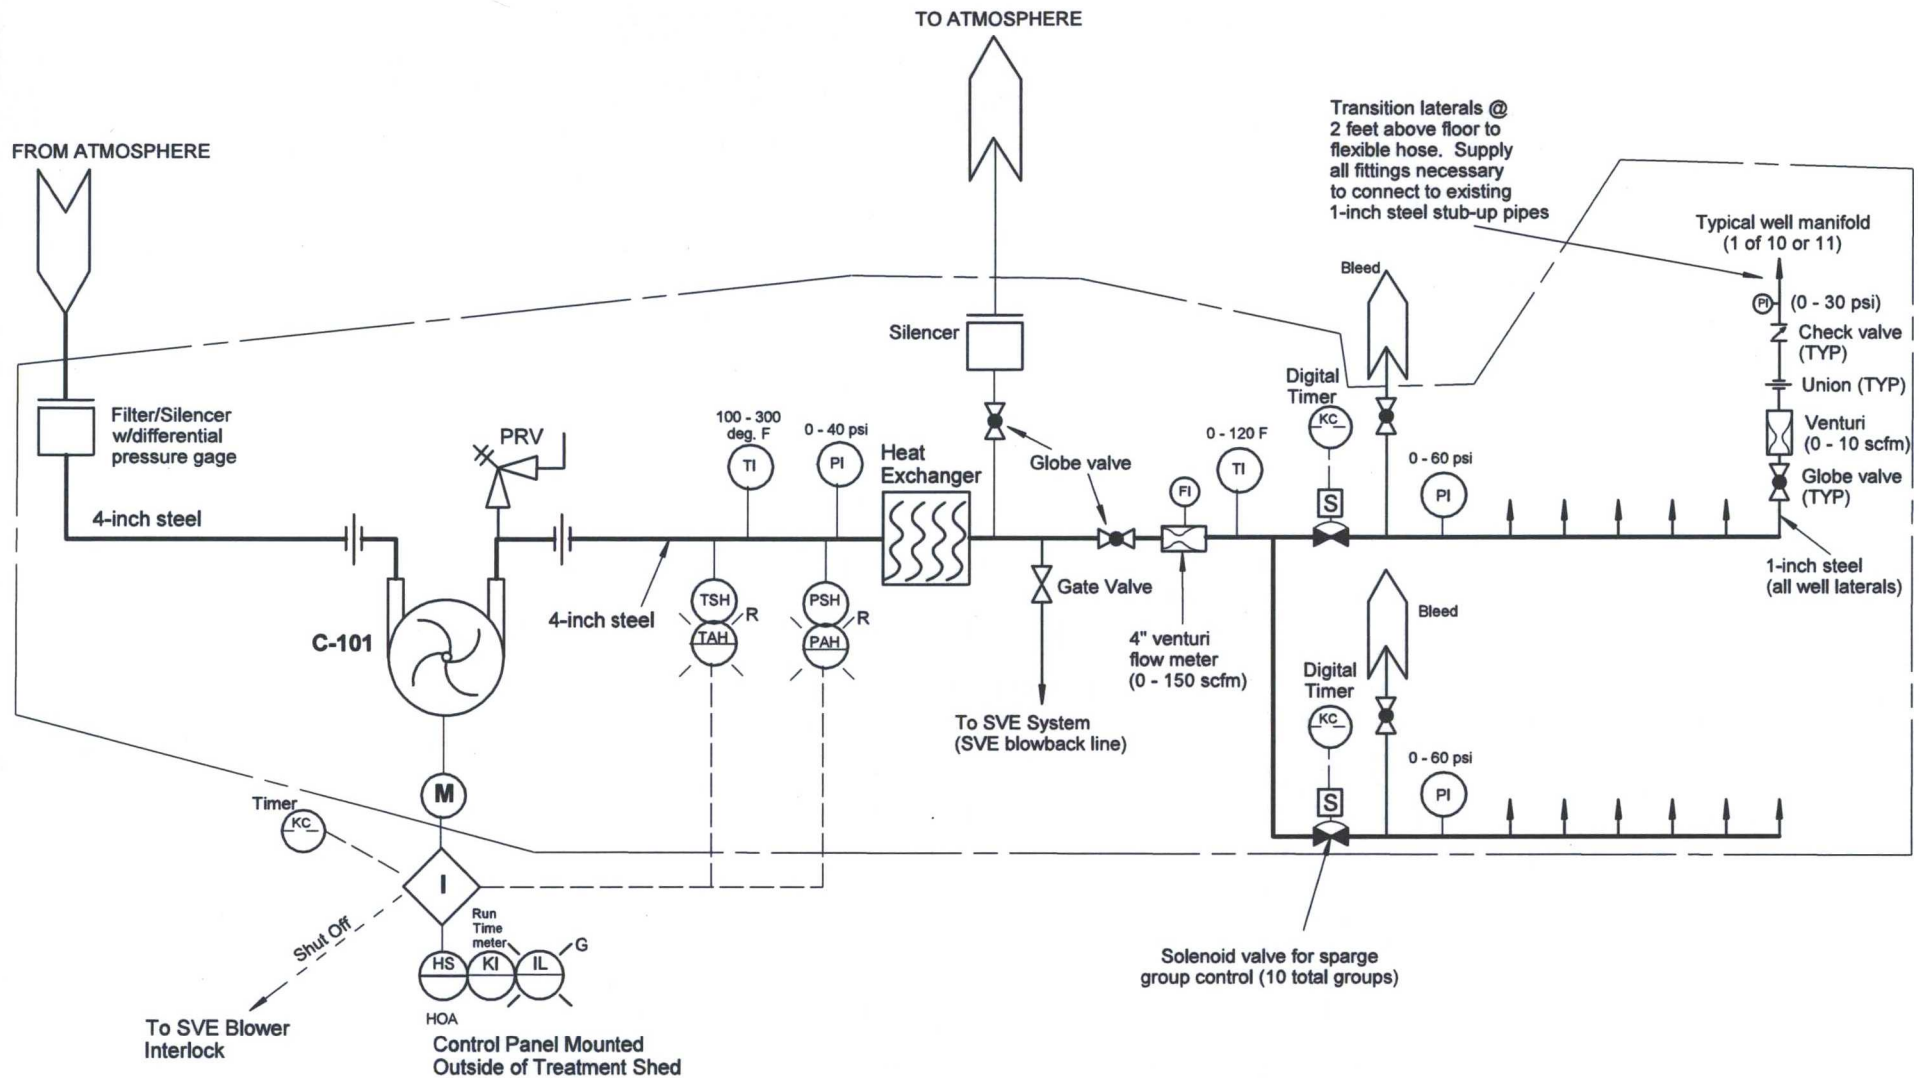 TO ATMOSPHERE
FROM ATMOSPHERE
Transition laterals @
2 feet above floor to
flexible hose. Supply
all fittings necessary
to connect to existing
1-inch steel stub-up pipes
Typical well manifold
(1 of 10 or 11)
Bleed
PI
(0 - 30 psi)
Check valve
(TYP)
Union (TYP)
Venturi
(0 - 10 scfm)
Globe valve
(TYP)
1-inch steel
(all well laterals)
Silencer
Digital
Timer
KC
S
0 - 60 psi
PI
Filter/Silencer
w/differential
pressure gage
4-inch steel
PRV
100 - 300
deg. F
TI
0 - 40 psi
PI
Heat
Exchanger
Globe valve
FI
0 - 120 F
TI
4-inch steel
C-101
TSH
TAH
R
PSH
PAH
R
Gate Valve
4" venturi
flow meter
(0 - 150 scfm)
To SVE System
(SVE blowback line)
Bleed
Digital
Timer
KC
S
0 - 60 psi
PI
Solenoid valve for sparge
group control (10 total groups)
M
Timer
KC
I
Shut Off
Run
Time
meter
HS
KI
IL
G
HOA
To SVE Blower
Interlock
Control Panel Mounted
Outside of Treatment Shed